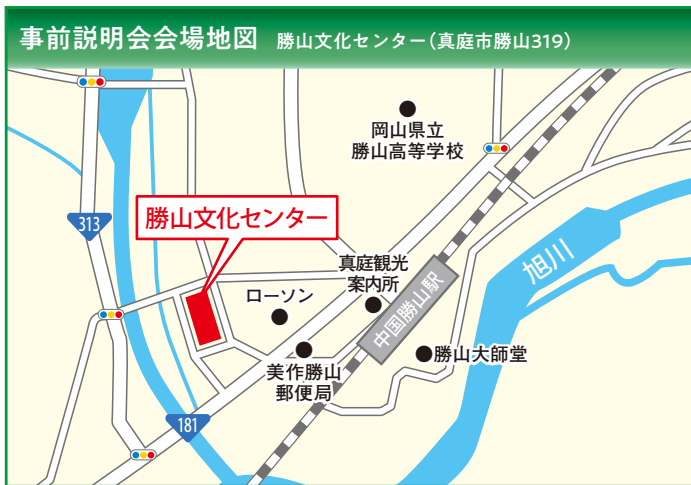 事前説明会会場地図 勝山文化センター(真庭市勝山319)
岡山県立
勝山高等学校
313
勝山文化センター
旭川
真庭観光
案内所
ローソン
中国勝山駅
勝山大師堂
美作勝山
郵便局
181